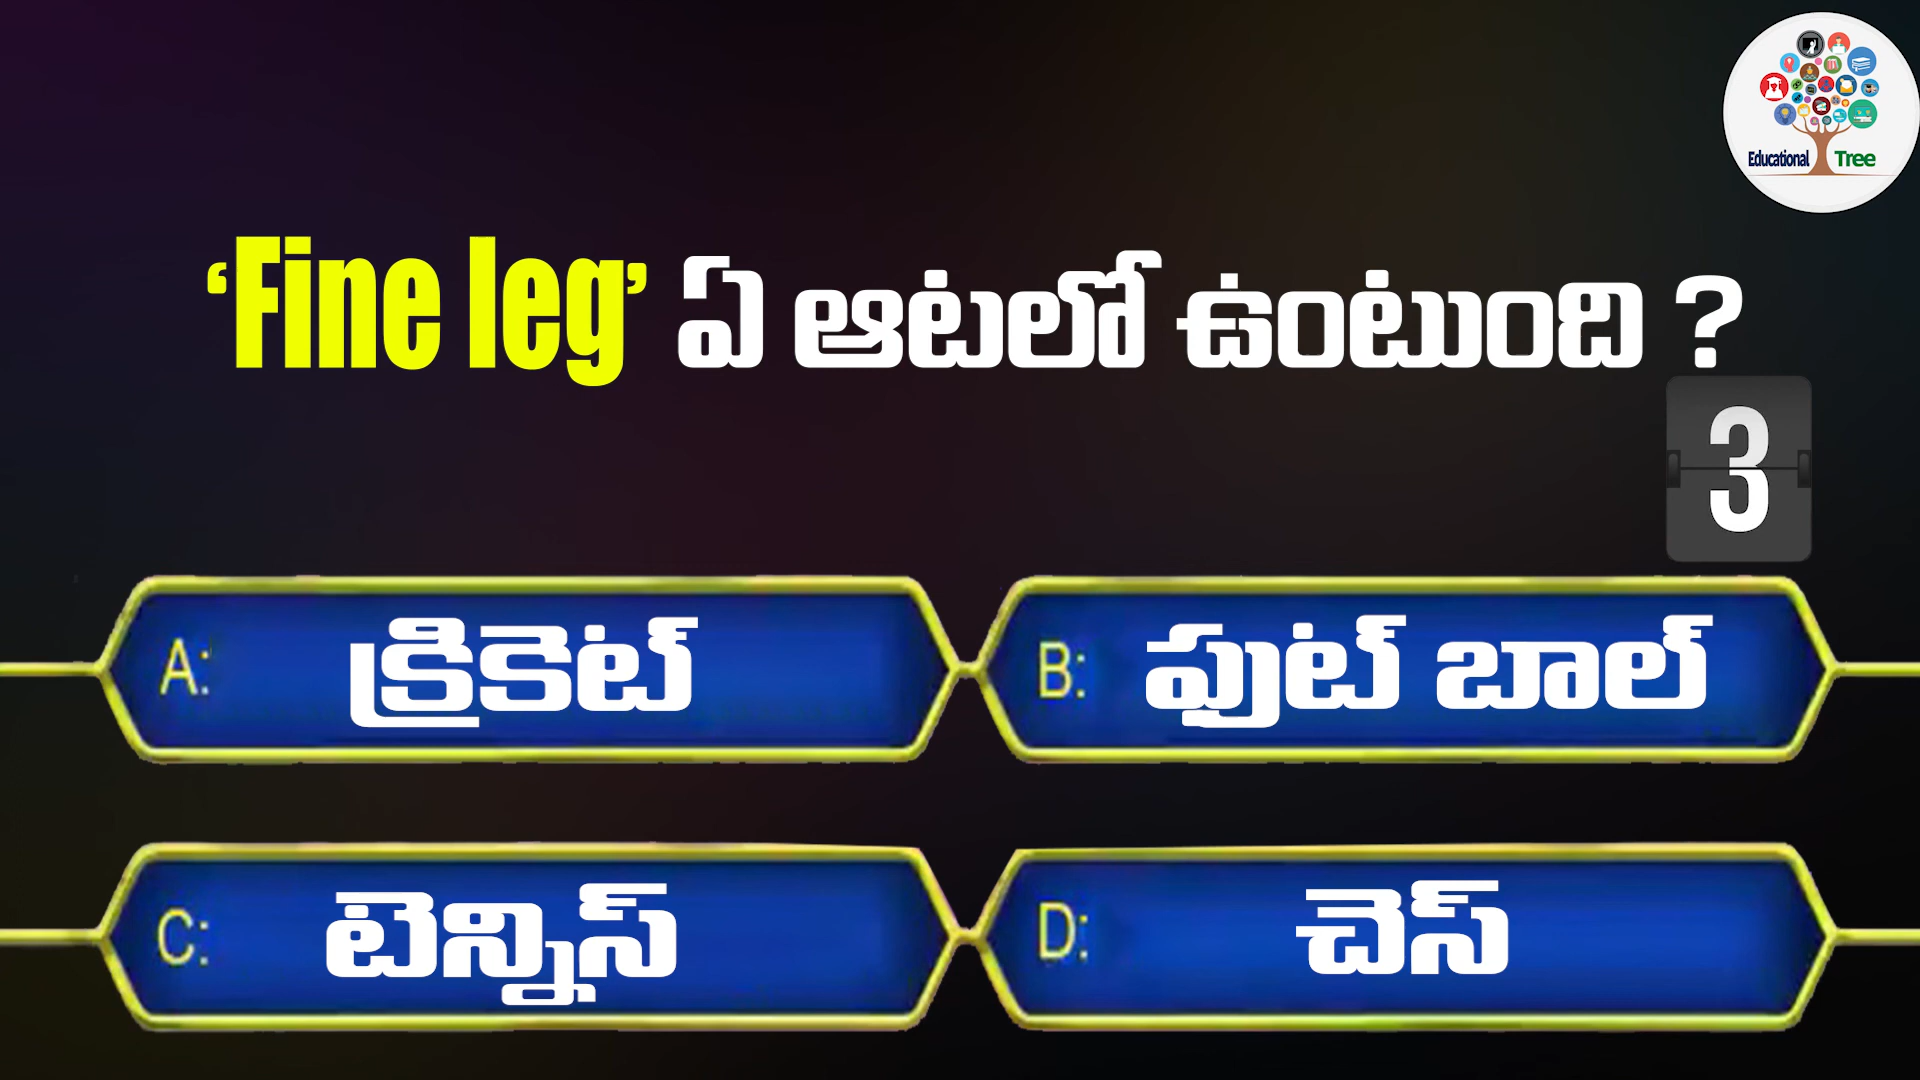 Educational Tree
‘Fine leg’ ఏ ఆటలో ఉంటుంది ?
3
A: క్రికెట్
B: ఫుట్ బాల్
C: టెన్నిస్
D: చెస్